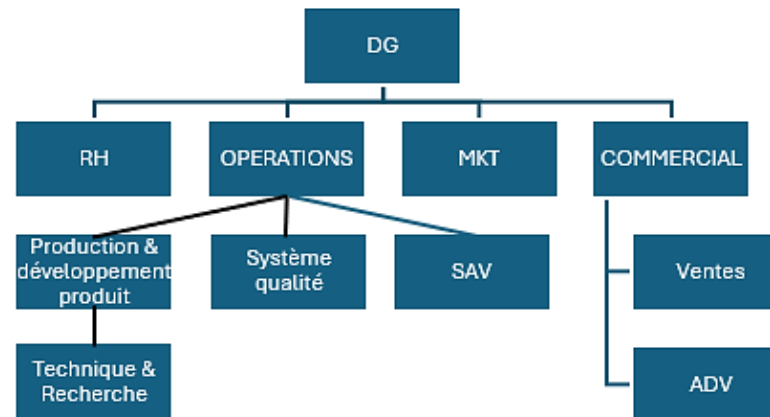 DG
RH
OPERATIONS
MKT
COMMERCIAL
Production &
développement
produit
Système
qualité
SAV
Ventes
Technique &
Recherche
ADV